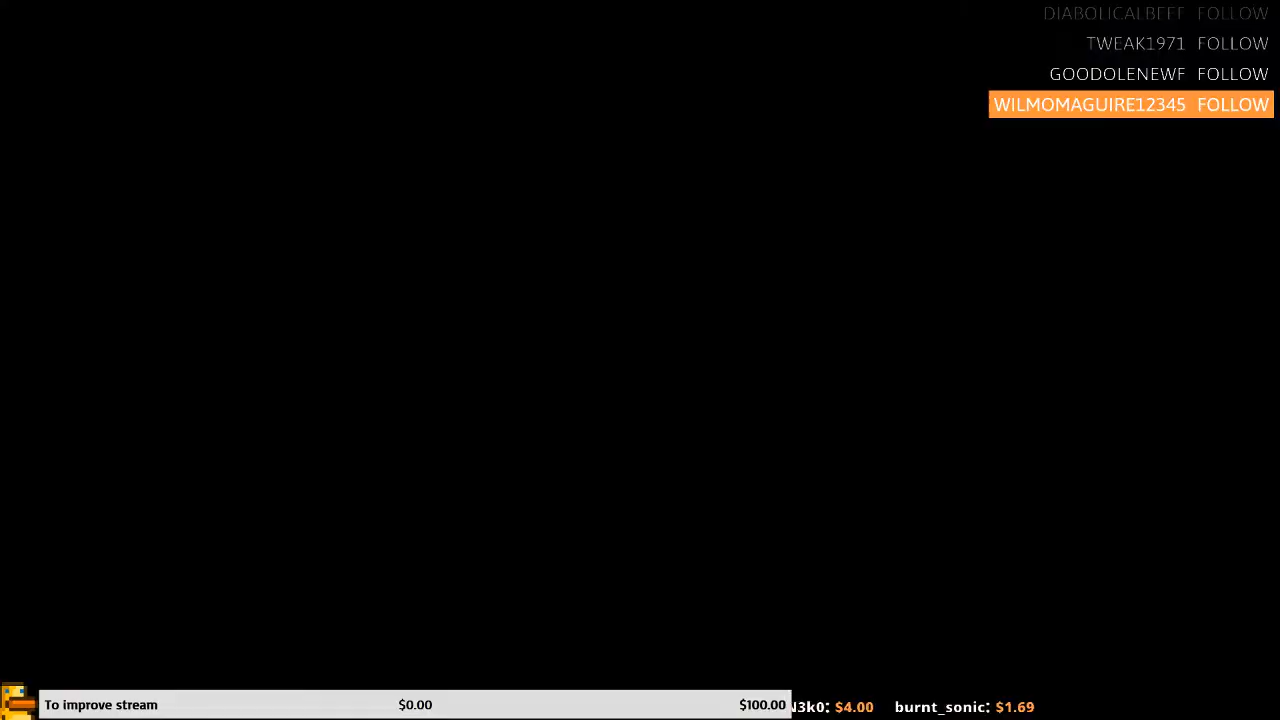 DIABOLICALBEEF FOLLOW
TWEAK1971 FOLLOW
GOODOLENEWF FOLLOW
WILMOMAGUIRE12345 FOLLOW
To improve stream $0.00 $100.00
N3k0: $4.00 burnt_sonic: $1.69